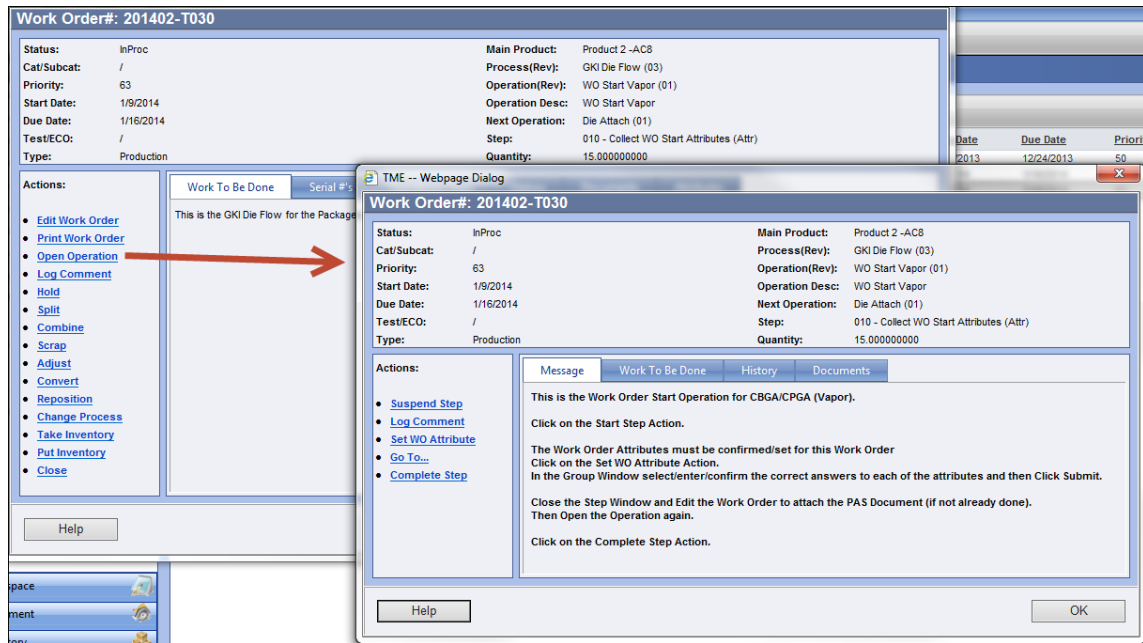 Work Order#: 201402-T030
Status: InProc Main Product: Product 2 -AC8
Cat/Subcat: / Process(Rev): GKI Die Flow (03)
Priority: 63 Operation(Rev): WO Start Vapor (01)
Start Date: 1/9/2014 Operation Desc: WO Start Vapor
Due Date: 1/16/2014 Next Operation: Die Attach (01)
Test/ECO: / Step: 010 - Collect WO Start Attributes (Attr)
Type: Production Quantity: 15.000000000
Date Due Date Priori
/2013 12/24/2013 50
Actions:
Edit Work Order
Print Work Order
Open Operation
Log Comment
Hold
Split
Combine
Scrap
Adjust
Convert
Reposition
Change Process
Take Inventory
Put Inventory
Close
Work To Be Done Serial #'s
This is the GKI Die Flow for the Package
Help
space
ment
tory
TME -- Webpage Dialog
Work Order#: 201402-T030
Status: InProc Main Product: Product 2 -AC8
Cat/Subcat: / Process(Rev): GKI Die Flow (03)
Priority: 63 Operation(Rev): WO Start Vapor (01)
Start Date: 1/9/2014 Operation Desc: WO Start Vapor
Due Date: 1/16/2014 Next Operation: Die Attach (01)
Test/ECO: / Step: 010 - Collect WO Start Attributes (Attr)
Type: Production Quantity: 15.000000000
Actions:
Suspend Step
Log Comment
Set WO Attribute
Go To...
Complete Step
Message Work To Be Done History Documents
This is the Work Order Start Operation for CBGA/CPGA (Vapor).
Click on the Start Step Action.
The Work Order Attributes must be confirmed/set for this Work Order
Click on the Set WO Attribute Action.
In the Group Window select/enter/confirm the correct answers to each of the attributes and then Click Submit.
Close the Step Window and Edit the Work Order to attach the PAS Document (if not already done).
Then Open the Operation again.
Click on the Complete Step Action.
Help OK